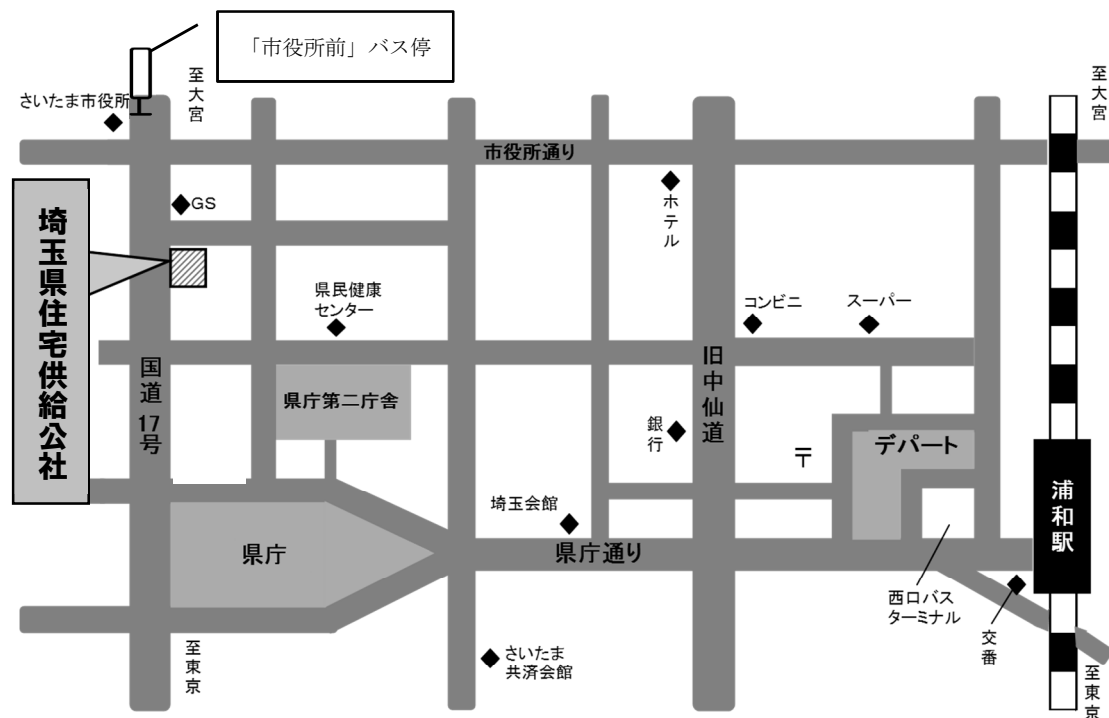 「市役所前」バス停
至大宮
至大宮
さいたま市役所
市役所通り
GS
ホテル
埼玉県住宅供給公社
県民健康
センター
コンビニ
スーパー
国道17号
旧中仙道
県庁第二庁舎
銀行
〒
デパート
浦和駅
埼玉会館
県庁
県庁通り
西口バス
ターミナル
交番
至東京
さいたま
共済会館
至東京